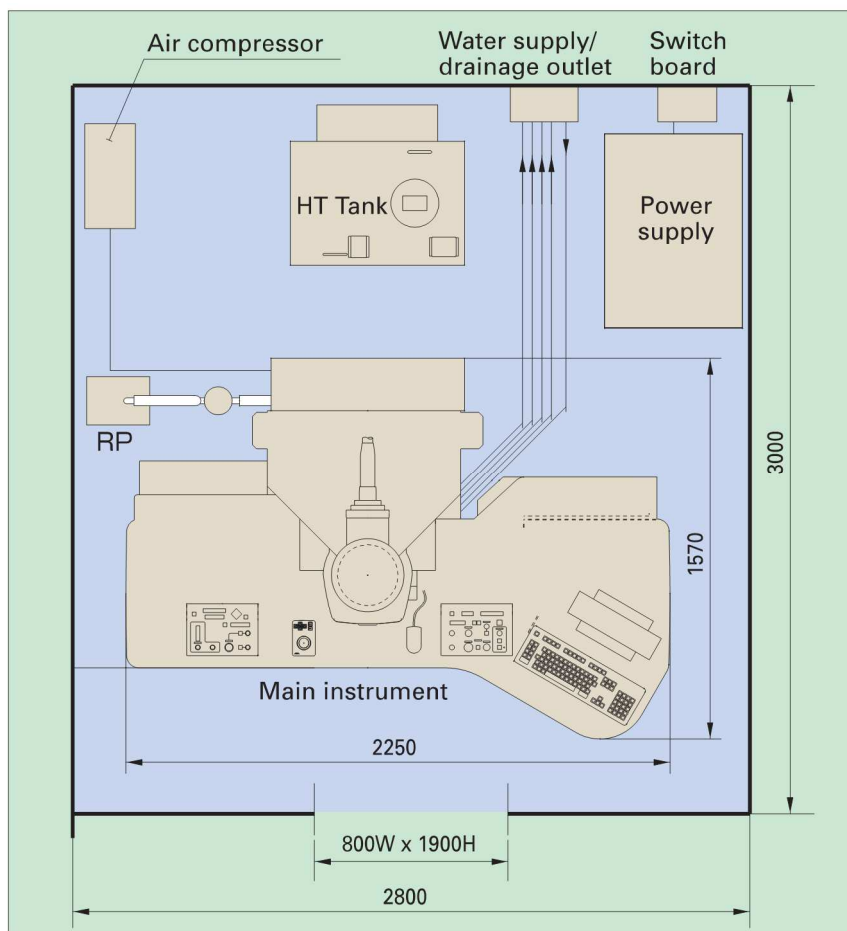 Air compressor
Water supply/
drainage outlet
Switch
board
HT Tank
Power
supply
RP
3000
1570
Main instrument
2250
800W x 1900H
2800